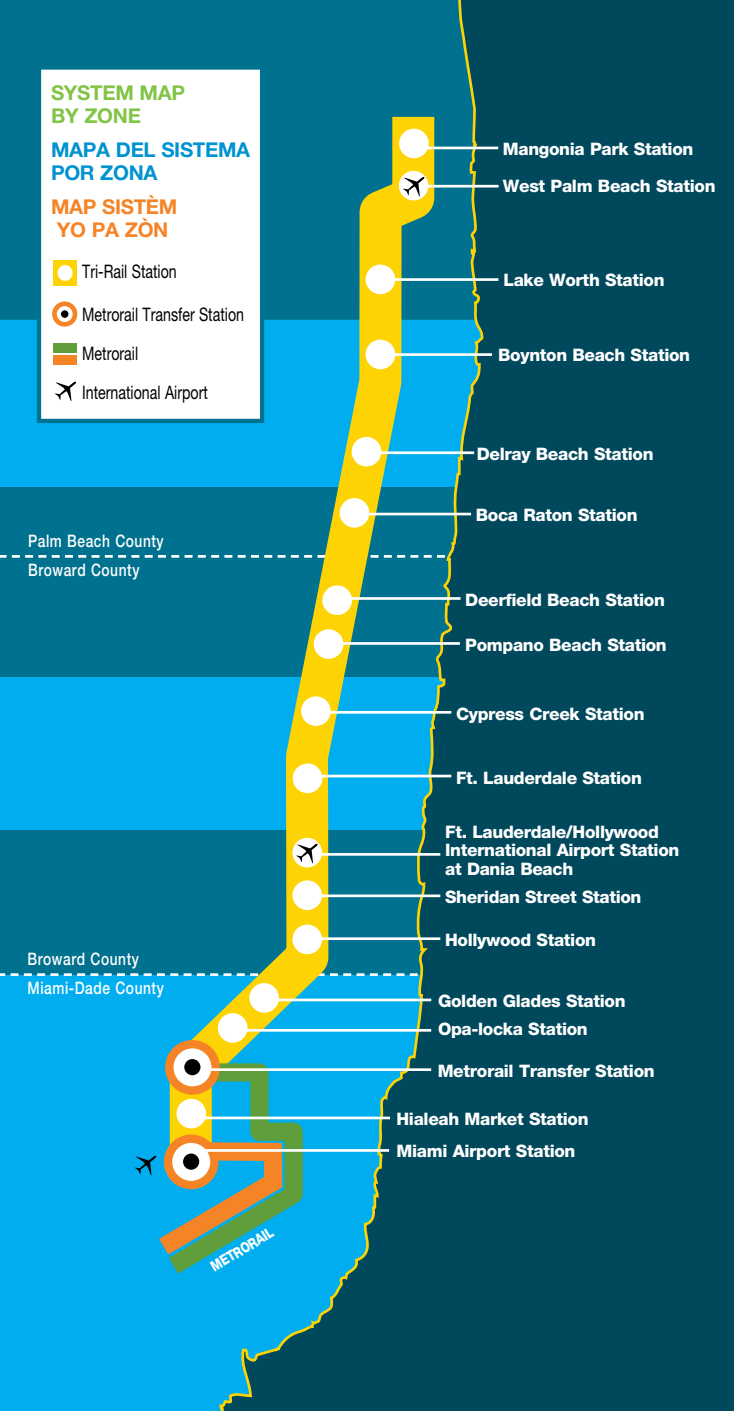 SYSTEM MAP
BY ZONE
MAPA DEL SISTEMA
POR ZONA
MAP SISTÈM
YO PA ZÒN
Tri-Rail Station
Metrorail Transfer Station
Metrorail
International Airport
Mangonia Park Station
West Palm Beach Station
Lake Worth Station
Boynton Beach Station
Delray Beach Station
Boca Raton Station
Palm Beach County
Broward County
Deerfield Beach Station
Pompano Beach Station
Cypress Creek Station
Ft. Lauderdale Station
Ft. Lauderdale/Hollywood
International Airport Station
at Dania Beach
Sheridan Street Station
Hollywood Station
Broward County
Miami-Dade County
Golden Glades Station
Opa-locka Station
Metrorail Transfer Station
Hialeah Market Station
Miami Airport Station
METRORAIL